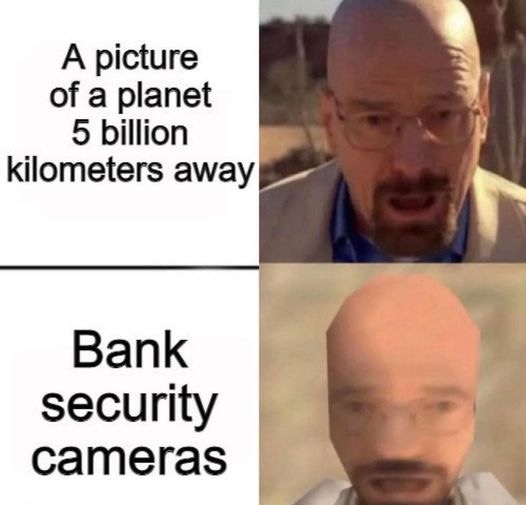 A picture
of a planet
5 billion
kilometers away
Bank
security
cameras